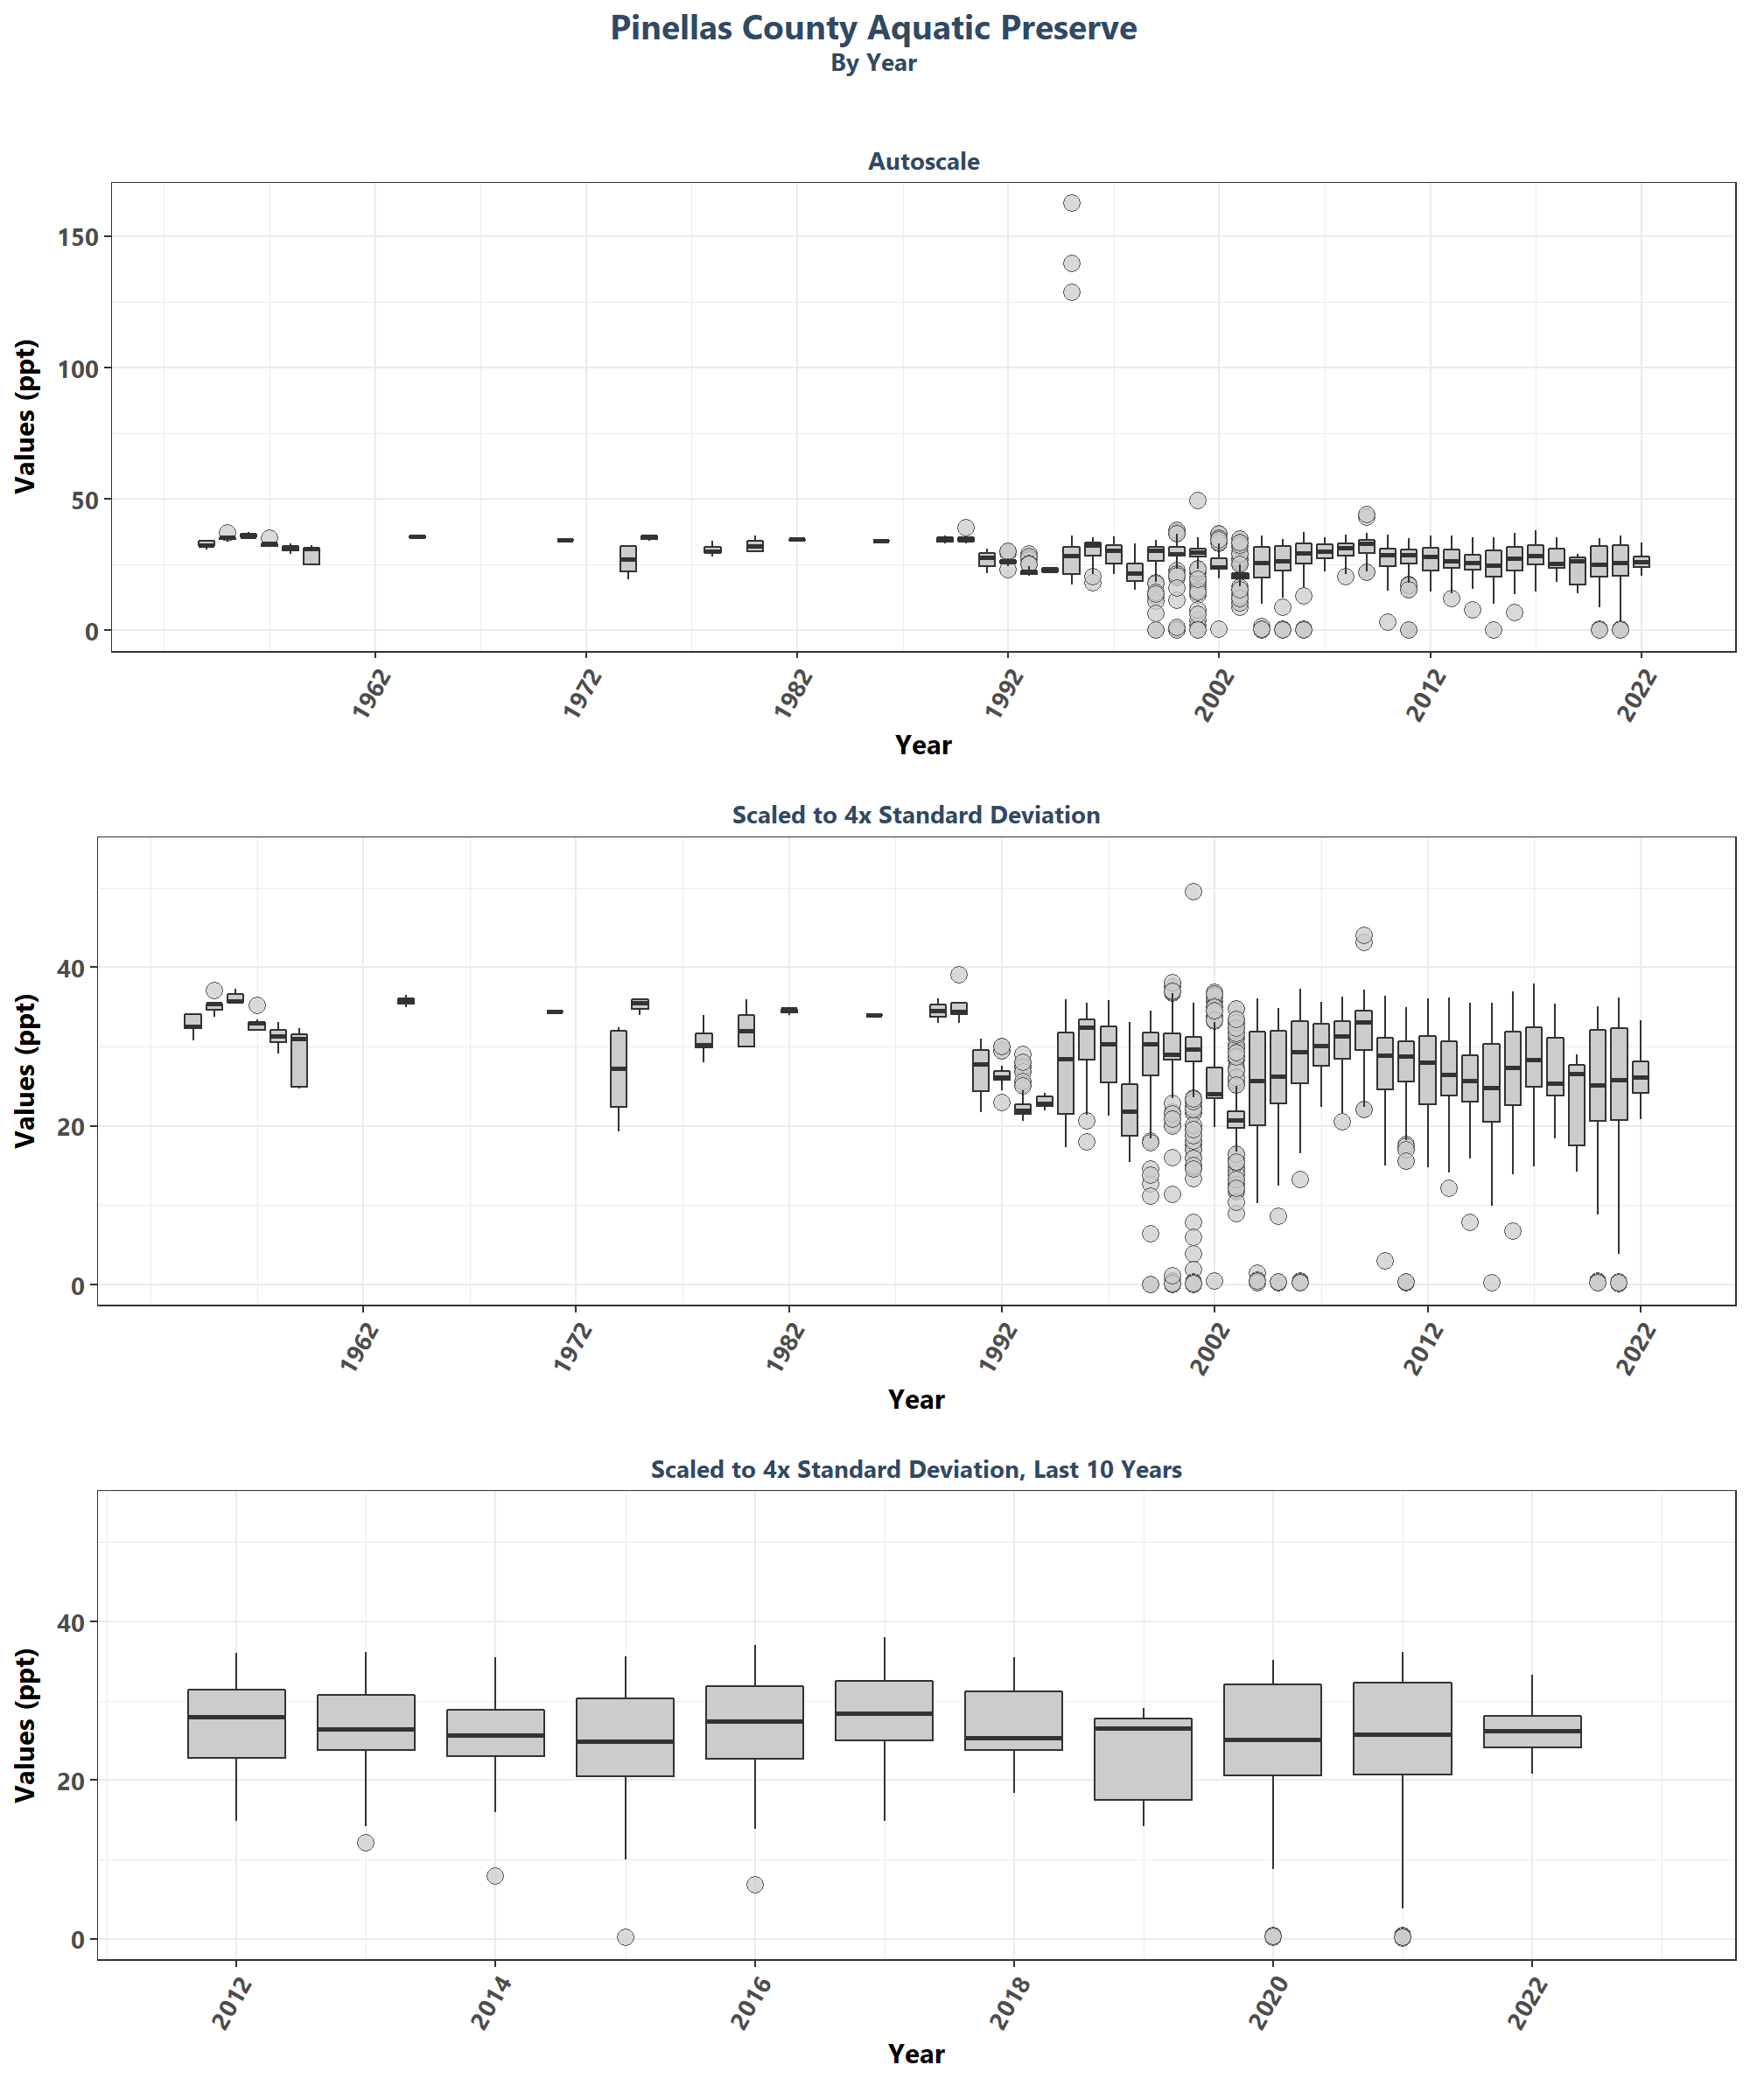 Pinellas County Aquatic Preserve
By Year
Autoscale
Values (ppt)
150
100
50
0
1962
1972
1982
1992
2002
2012
2022
Year
Scaled to 4x Standard Deviation
Values (ppt)
40
20
0
1962
1972
1982
1992
2002
2012
2022
Year
Scaled to 4x Standard Deviation, Last 10 Years
Values (ppt)
40
20
0
2012
2014
2016
2018
2020
2022
Year